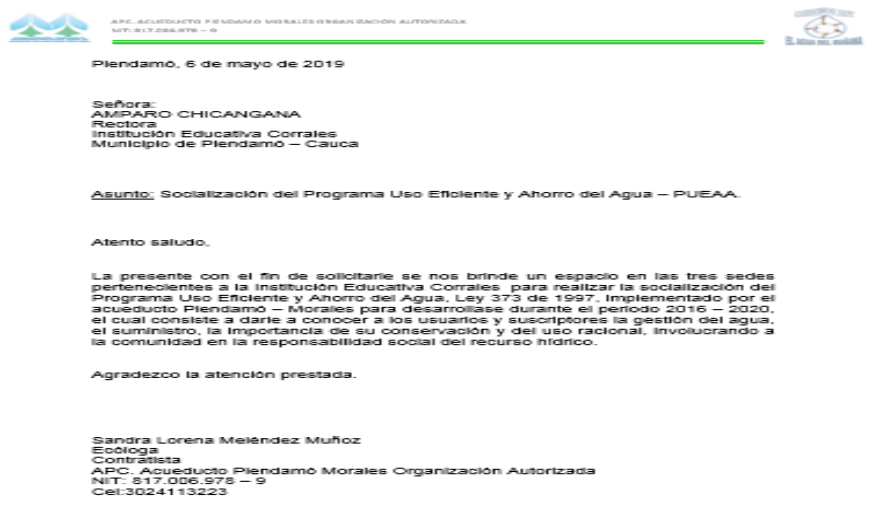 APC. ACUEDUCTO PIENDAMO MORALES ORGANIZACIÓN AUTORIZADA
NIT: 817.006.978 – 9
EL AGUA DEL MAÑANA
Piendamó, 6 de mayo de 2019
Señora:
AMPARO CHICANGANA
Rectora
Institución Educativa Corrales
Municipio de Piendamó – Cauca
Asunto: Socialización del Programa Uso Eficiente y Ahorro del Agua – PUEAA.
Atento saludo,
La presente con el fin de solicitarle se nos brinde un espacio en las tres sedes
pertenecientes a la Institución Educativa Corrales para realizar la socialización del
Programa Uso Eficiente y Ahorro del Agua, Ley 373 de 1997, implementado por el
acueducto Piendamó – Morales para desarrollase durante el periodo 2016 – 2020,
el cual consiste a darle a conocer a los usuarios y suscriptores la gestión del agua,
el suministro, la importancia de su conservación y del uso racional, involucrando a
la comunidad en la responsabilidad social del recurso hídrico.
Agradezco la atención prestada.
Sandra Lorena Meléndez Muñoz
Ecóloga
Contratista
APC. Acueducto Piendamó Morales Organización Autorizada
NIT: 817.006.978 – 9
Cel:3024113223